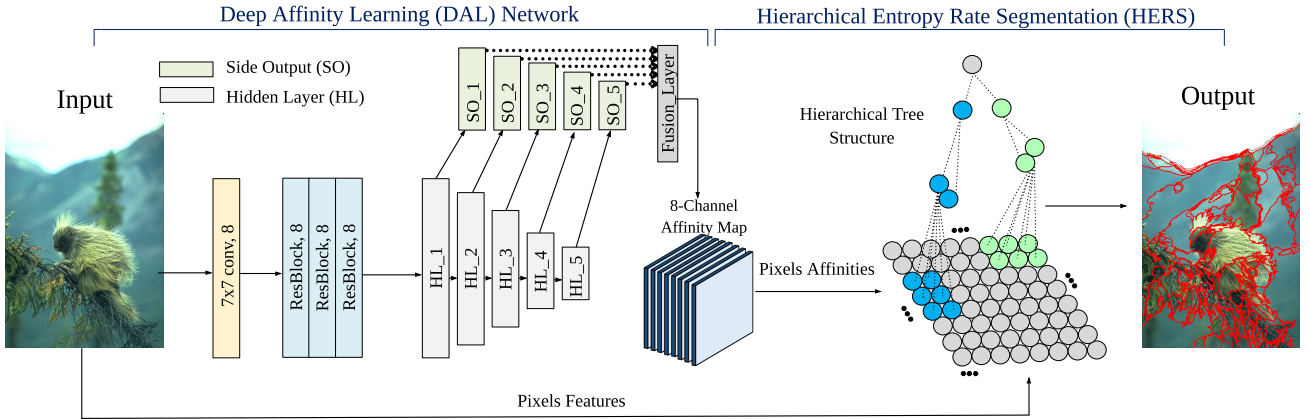 Deep Affinity Learning (DAL) Network
Hierarchical Entropy Rate Segmentation (HERS)
Side Output (SO)
Hidden Layer (HL)
Input
SO_1
SO_2
SO_3
SO_4
SO_5
Fusion_Layer
Hierarchical Tree
Structure
Output
7x7 conv, 8
ResBlock, 8
ResBlock, 8
ResBlock, 8
HL_1
HL_2
HL_3
HL_4
HL_5
8-Channel
Affinity Map
Pixels Affinities
Pixels Features